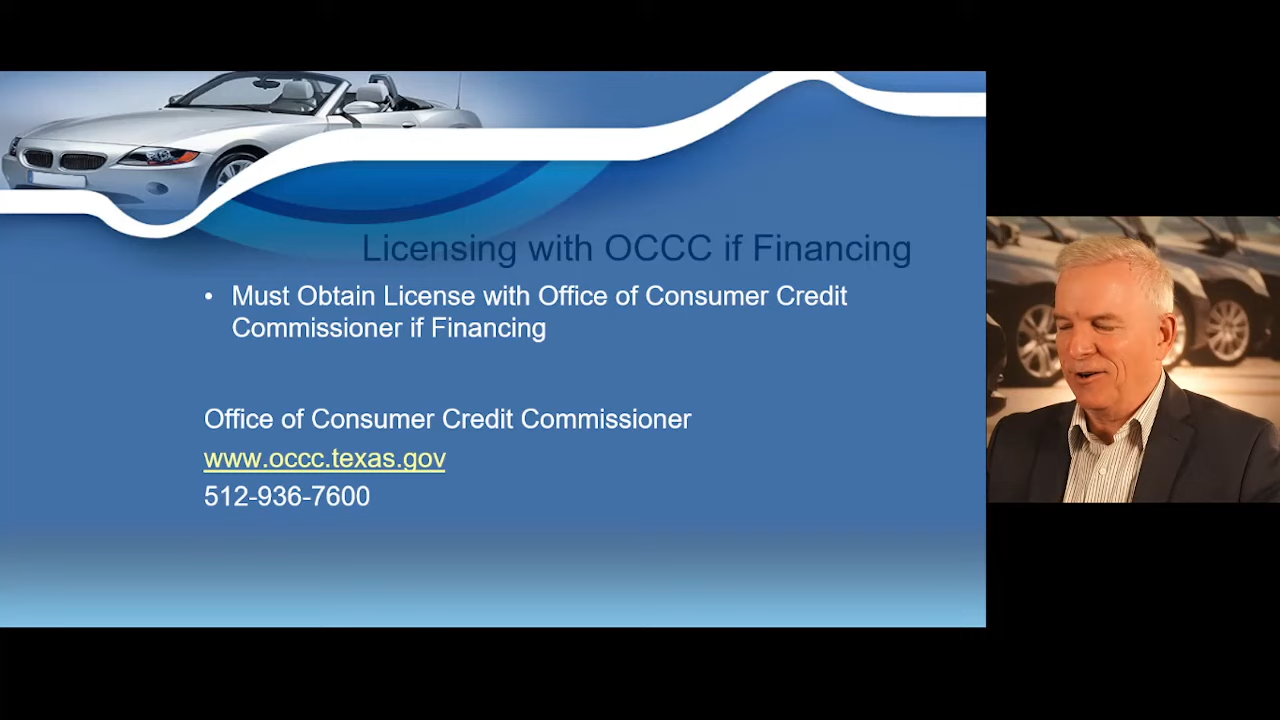 Licensing with OCCC if Financing
• Must Obtain License with Office of Consumer Credit
Commissioner if Financing
Office of Consumer Credit Commissioner
www.occc.texas.gov
512-936-7600